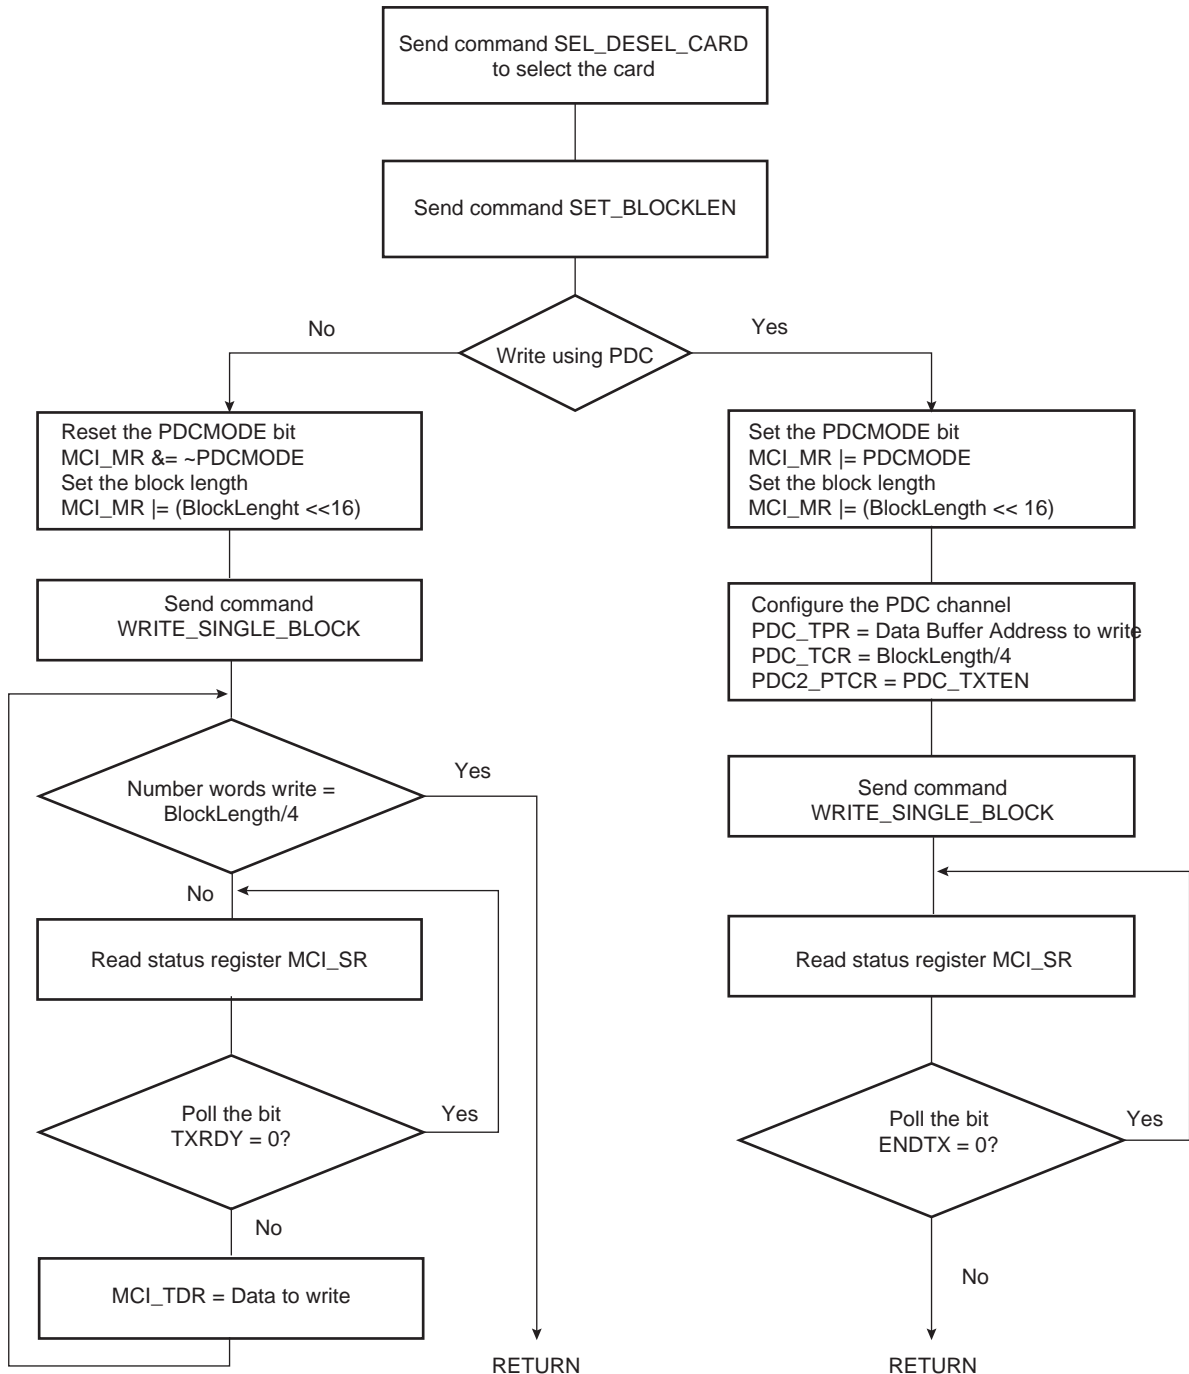 Send command SEL_DESEL_CARD
to select the card
Send command SET_BLOCKLEN
No
Yes
Write using PDC
Reset the PDCMODE bit
MCI_MR &= ~PDCMODE
Set the block length
MCI_MR |= (BlockLenght <<16)
Send command
WRITE_SINGLE_BLOCK
Number words write =
BlockLength/4
Yes
No
Read status register MCI_SR
Poll the bit
TXRDY = 0?
Yes
No
MCI_TDR = Data to write
RETURN
Set the PDCMODE bit
MCI_MR |= PDCMODE
Set the block length
MCI_MR |= (BlockLength << 16)
Configure the PDC channel
PDC_TPR = Data Buffer Address to write
PDC_TCR = BlockLength/4
PDC2_PTCR = PDC_TXTEN
Send command
WRITE_SINGLE_BLOCK
Read status register MCI_SR
Poll the bit
ENDTX = 0?
Yes
No
RETURN